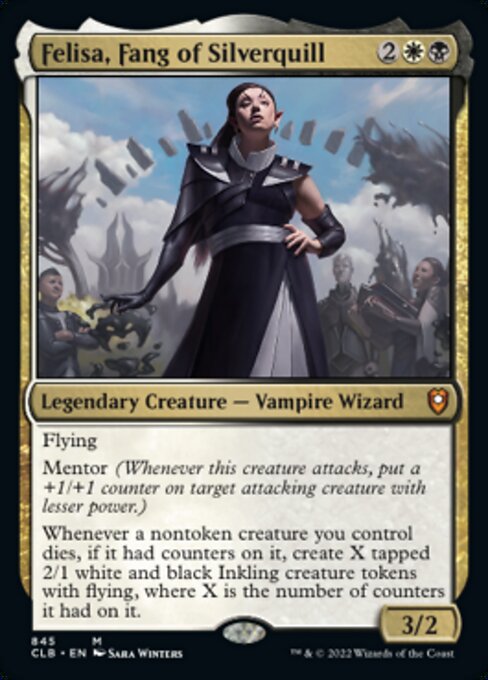 Felisa, Fang of Silverquill 2
Legendary Creature — Vampire Wizard
Flying
Mentor (Whenever this creature attacks, put a
+1/+1 counter on target attacking creature with
lesser power.)
Whenever a nontoken creature you control
dies, if it had counters on it, create X tapped
2/1 white and black Inkling creature tokens
with flying, where X is the number of counters
it had on it.
3/2
845 M
CLB • EN Sara Winters
™ & © 2022 Wizards of the Coast